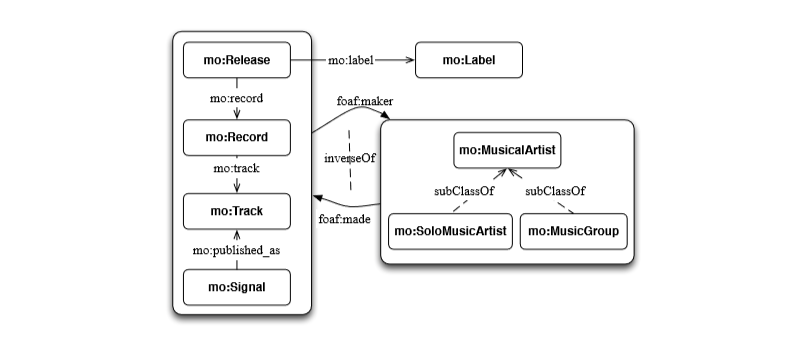 mo:Release
mo:label
mo:Label
mo:record
foaf:maker
mo:Record
mo:MusicalArtist
inverseOf
mo:track
subClassOf
subClassOf
mo:Track
foaf:made
mo:SoloMusicArtist
mo:MusicGroup
mo:published_as
mo:Signal